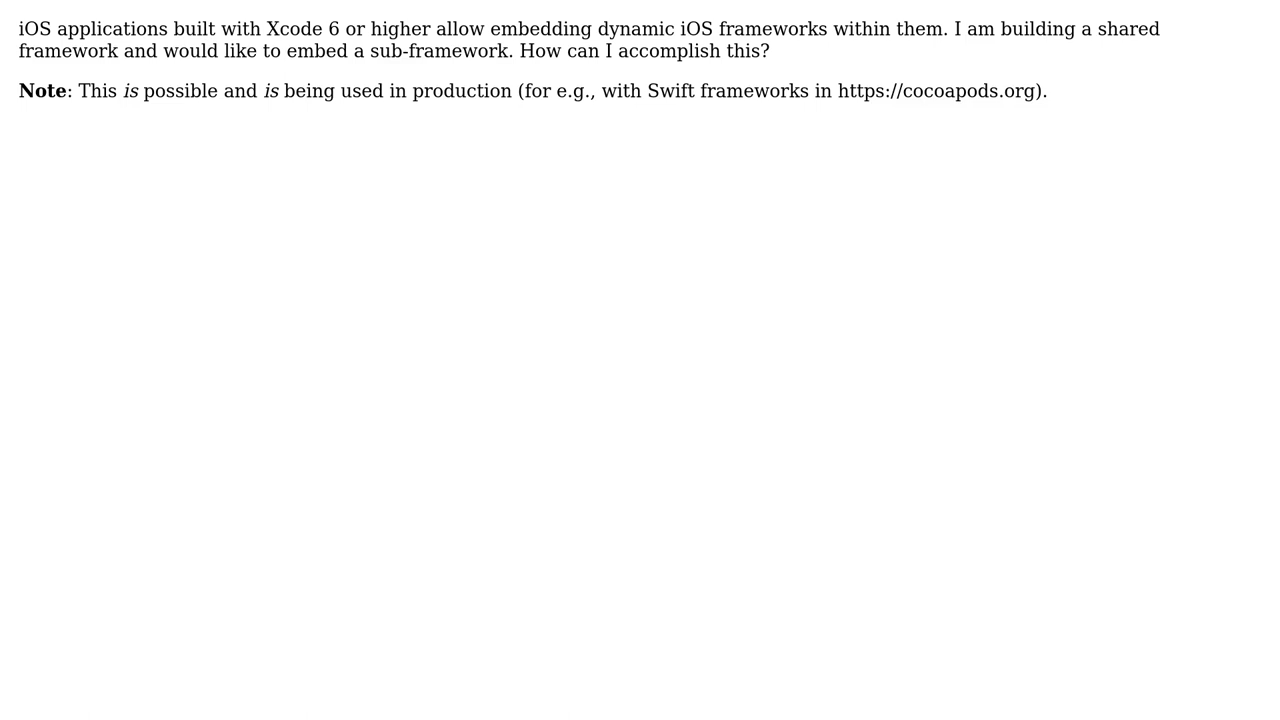 iOS applications built with Xcode 6 or higher allow embedding dynamic iOS frameworks within them. I am building a shared
framework and would like to embed a sub-framework. How can I accomplish this?
Note: This is possible and is being used in production (for e.g., with Swift frameworks in https://cocoapods.org).